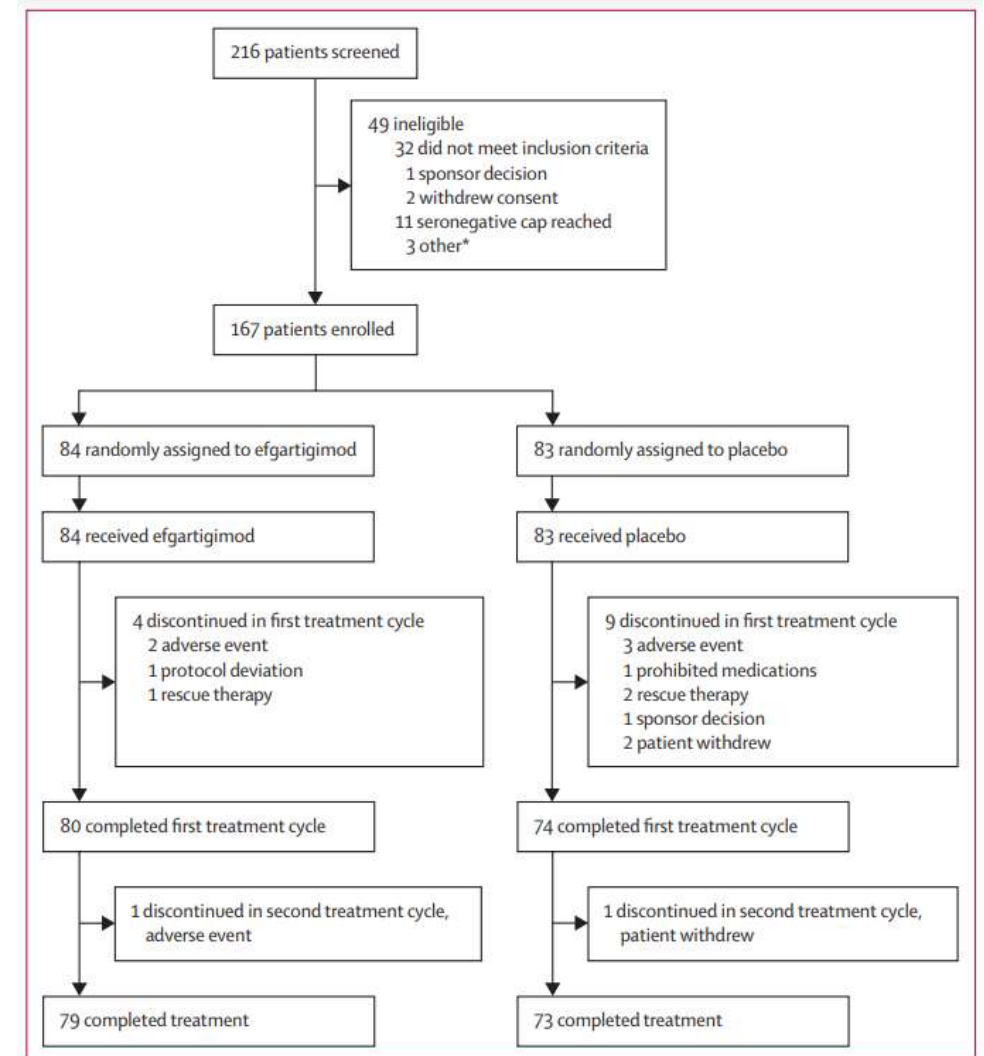 216 patients screened
49 ineligible
32 did not meet inclusion criteria
1 sponsor decision
2 withdrew consent
11 seronegative cap reached
3 other*
167 patients enrolled
84 randomly assigned to efgartigimod
83 randomly assigned to placebo
84 received efgartigimod
83 received placebo
4 discontinued in first treatment cycle
2 adverse event
1 protocol deviation
1 rescue therapy
9 discontinued in first treatment cycle
3 adverse event
1 prohibited medications
2 rescue therapy
1 sponsor decision
2 patient withdrew
80 completed first treatment cycle
74 completed first treatment cycle
1 discontinued in second treatment cycle,
adverse event
1 discontinued in second treatment cycle,
patient withdrew
79 completed treatment
73 completed treatment